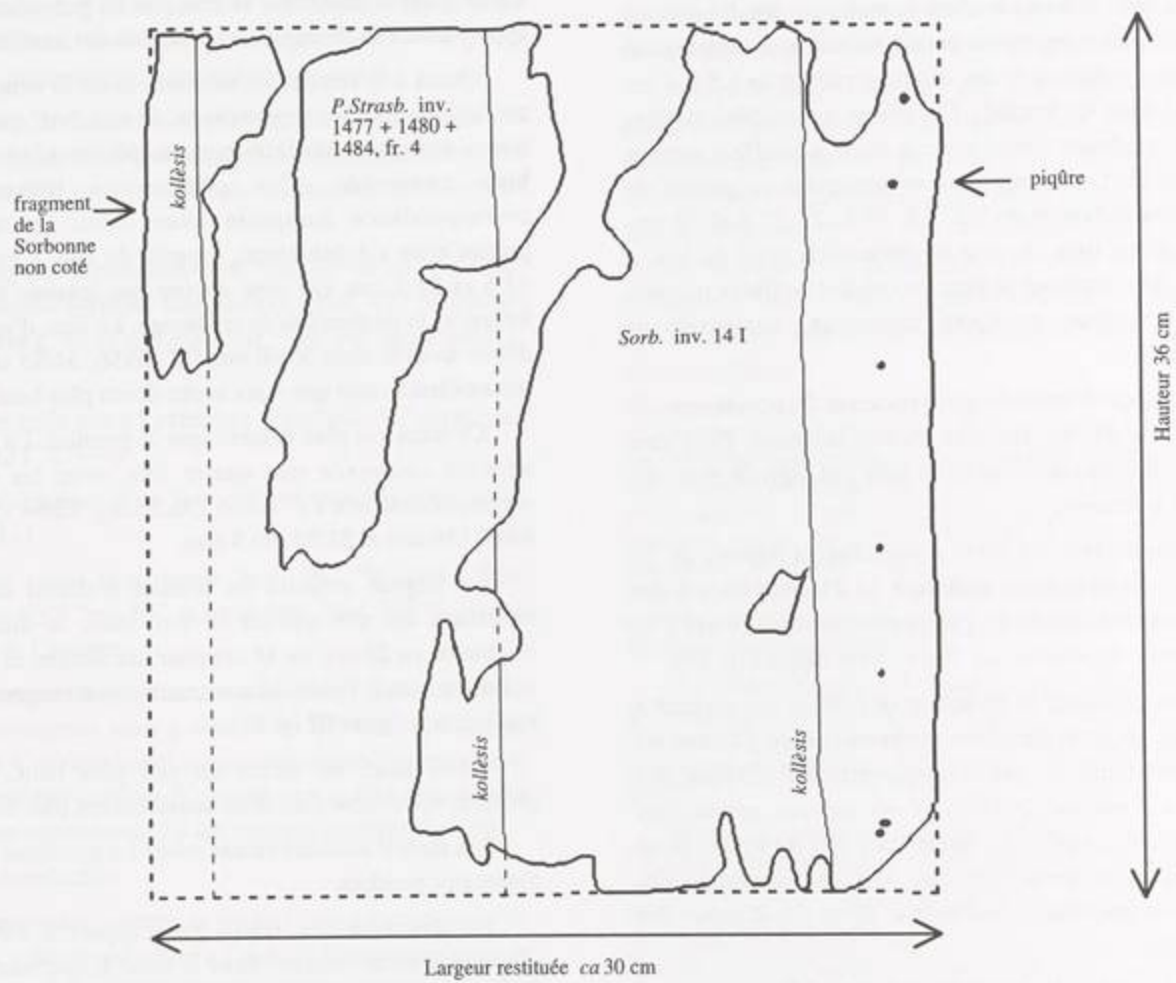 P.Strasb. inv.
1477 + 1480 +
1484, fr. 4
kollèsis
fragment
de la
Sorbonne
non coté
piqûre
Sorb. inv. 14 I
Hauteur 36 cm
kollèsis
kollèsis
Largeur restituée ca 30 cm